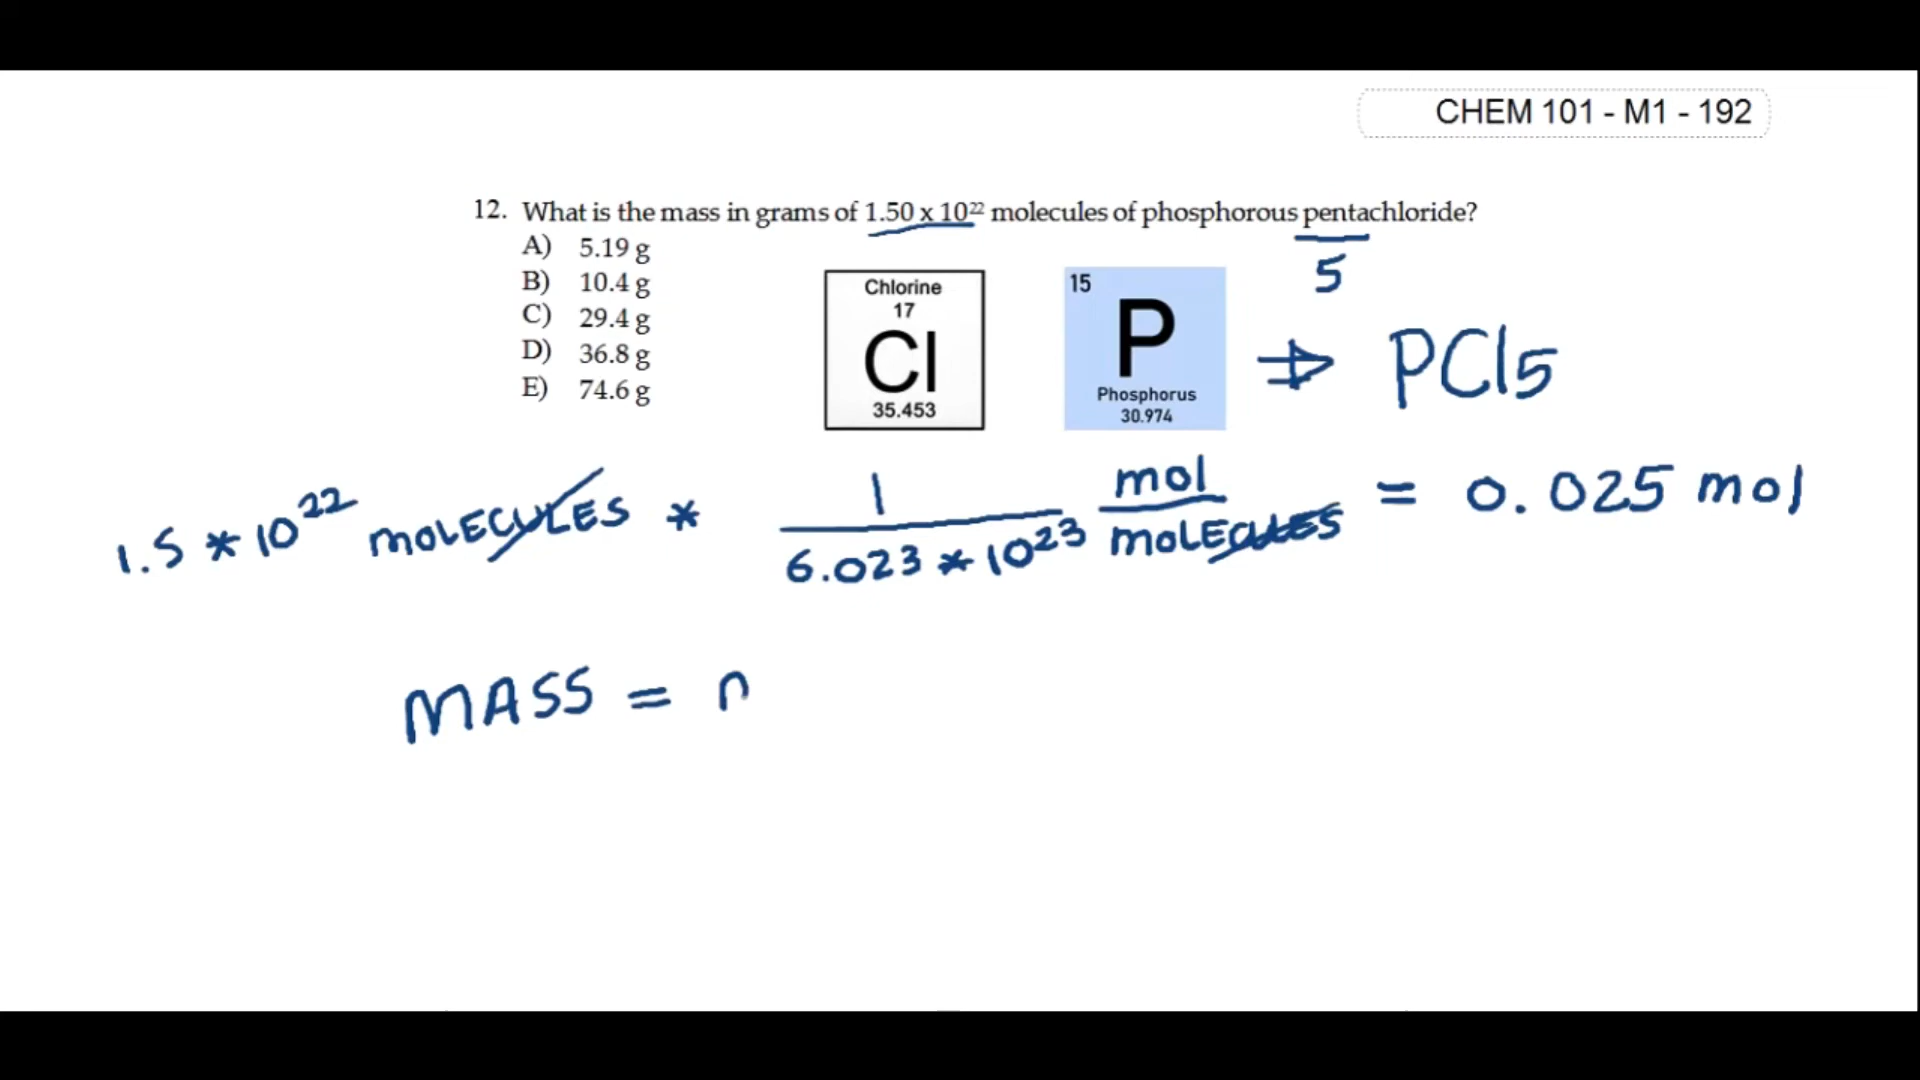 CHEM 101 - M1 - 192
12. What is the mass in grams of 1.50 x 10²² molecules of phosphorous pentachloride?
A) 5.19 g
B) 10.4 g
C) 29.4 g
D) 36.8 g
E) 74.6 g
Chlorine
17
Cl
35.453
15
P
Phosphorus
30.974
5
⇒ PCl5
1.5 * 10²² MOLECULES * 1 / 6.023 * 10²³ mol / MOLECULES = 0.025 mol
MASS = n